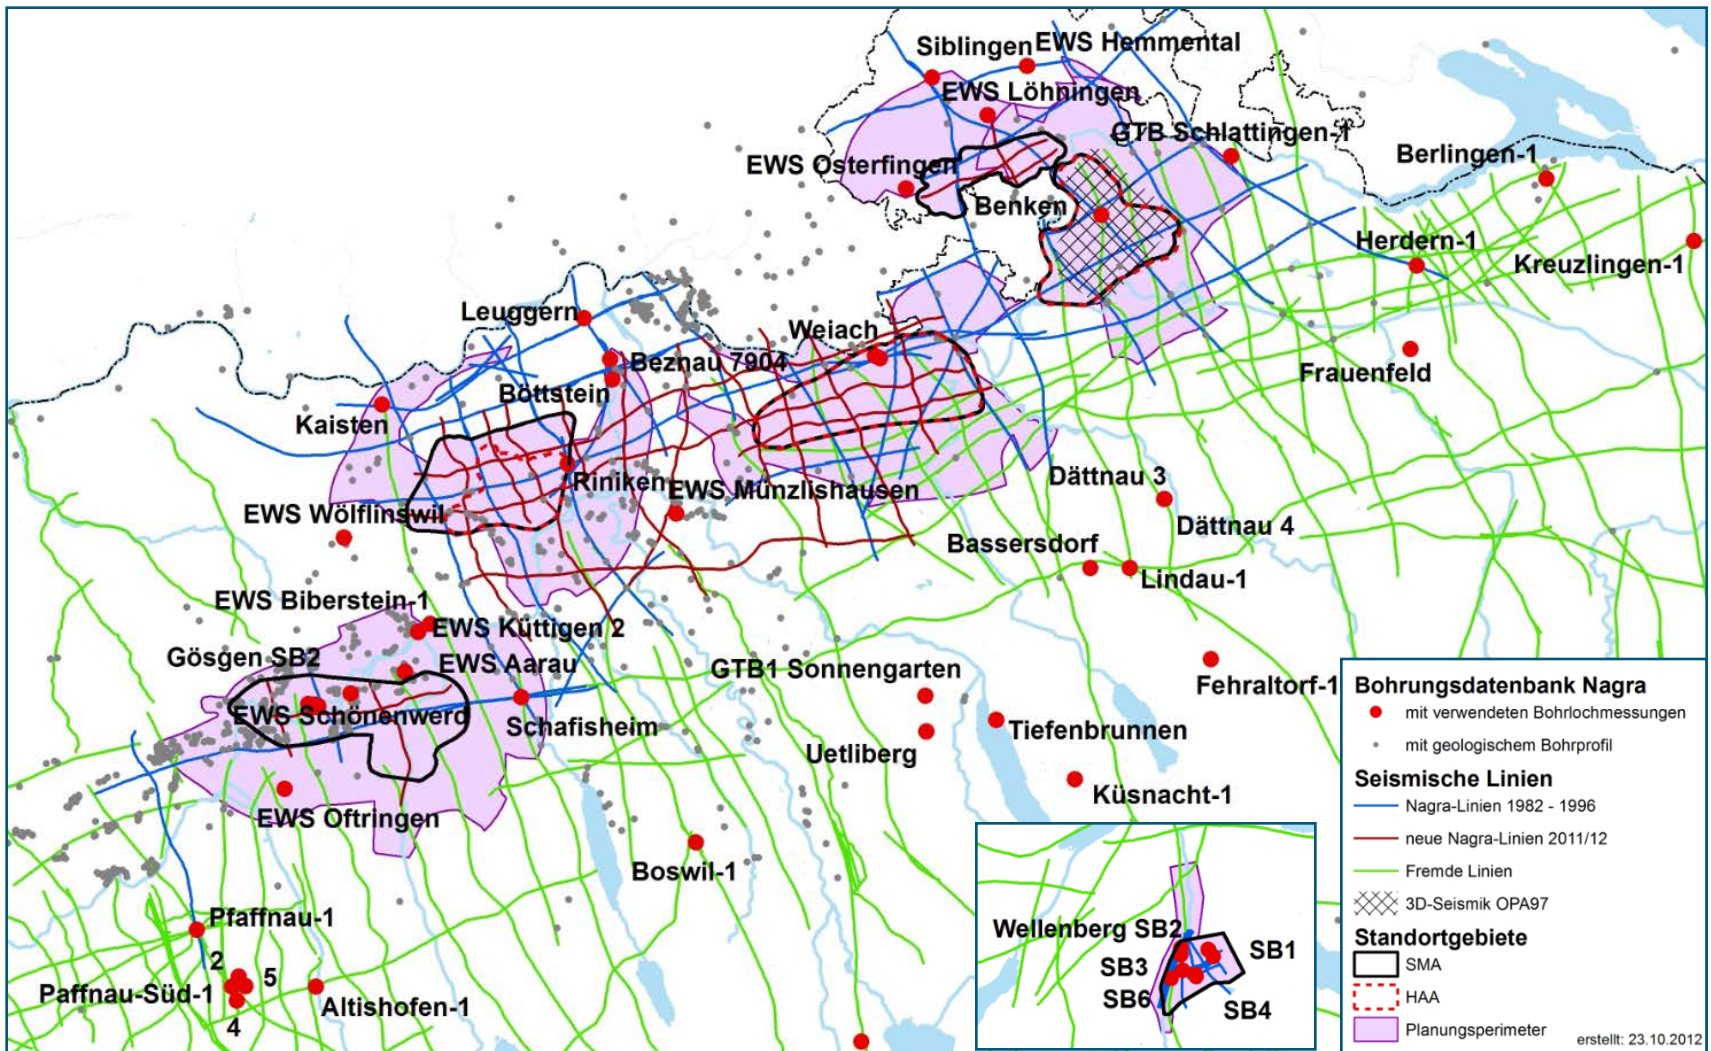 Siblingen
EWS Hemmental
EWS Löhningen
GTB Schlattingen-1
Berlingen-1
EWS Osterfingen
Benken
Herdern-1
Kreuzlingen-1
Leuggern
Weiach
Beznau 7904
Frauenfeld
Böttstein
Kaisten
Riniken
EWS Münzlishausen
Dättnau 3
EWS Wölflinswil
Dättnau 4
Bassersdorf
Lindau-1
EWS Biberstein-1
EWS Küttigen 2
Gösgen SB2
EWS Aarau
GTB1 Sonnengarten
Fehraltorf-1
EWS Schönenwerd
Schafisheim
Tiefenbrunnen
Uetliberg
Küsnacht-1
EWS Oftringen
Boswil-1
Pfaffnau-1
2
5
Paffnau-Süd-1
4
Altishofen-1
Wellenberg SB2
SB1
SB3
SB6
SB4
Bohrungsdatenbank Nagra
mit verwendeten Bohrlochmessungen
mit geologischem Bohrprofil
Seismische Linien
Nagra-Linien 1982 - 1996
neue Nagra-Linien 2011/12
Fremde Linien
3D-Seismik OPA97
Standortgebiete
SMA
HAA
Planungsperimeter
erstellt: 23.10.2012